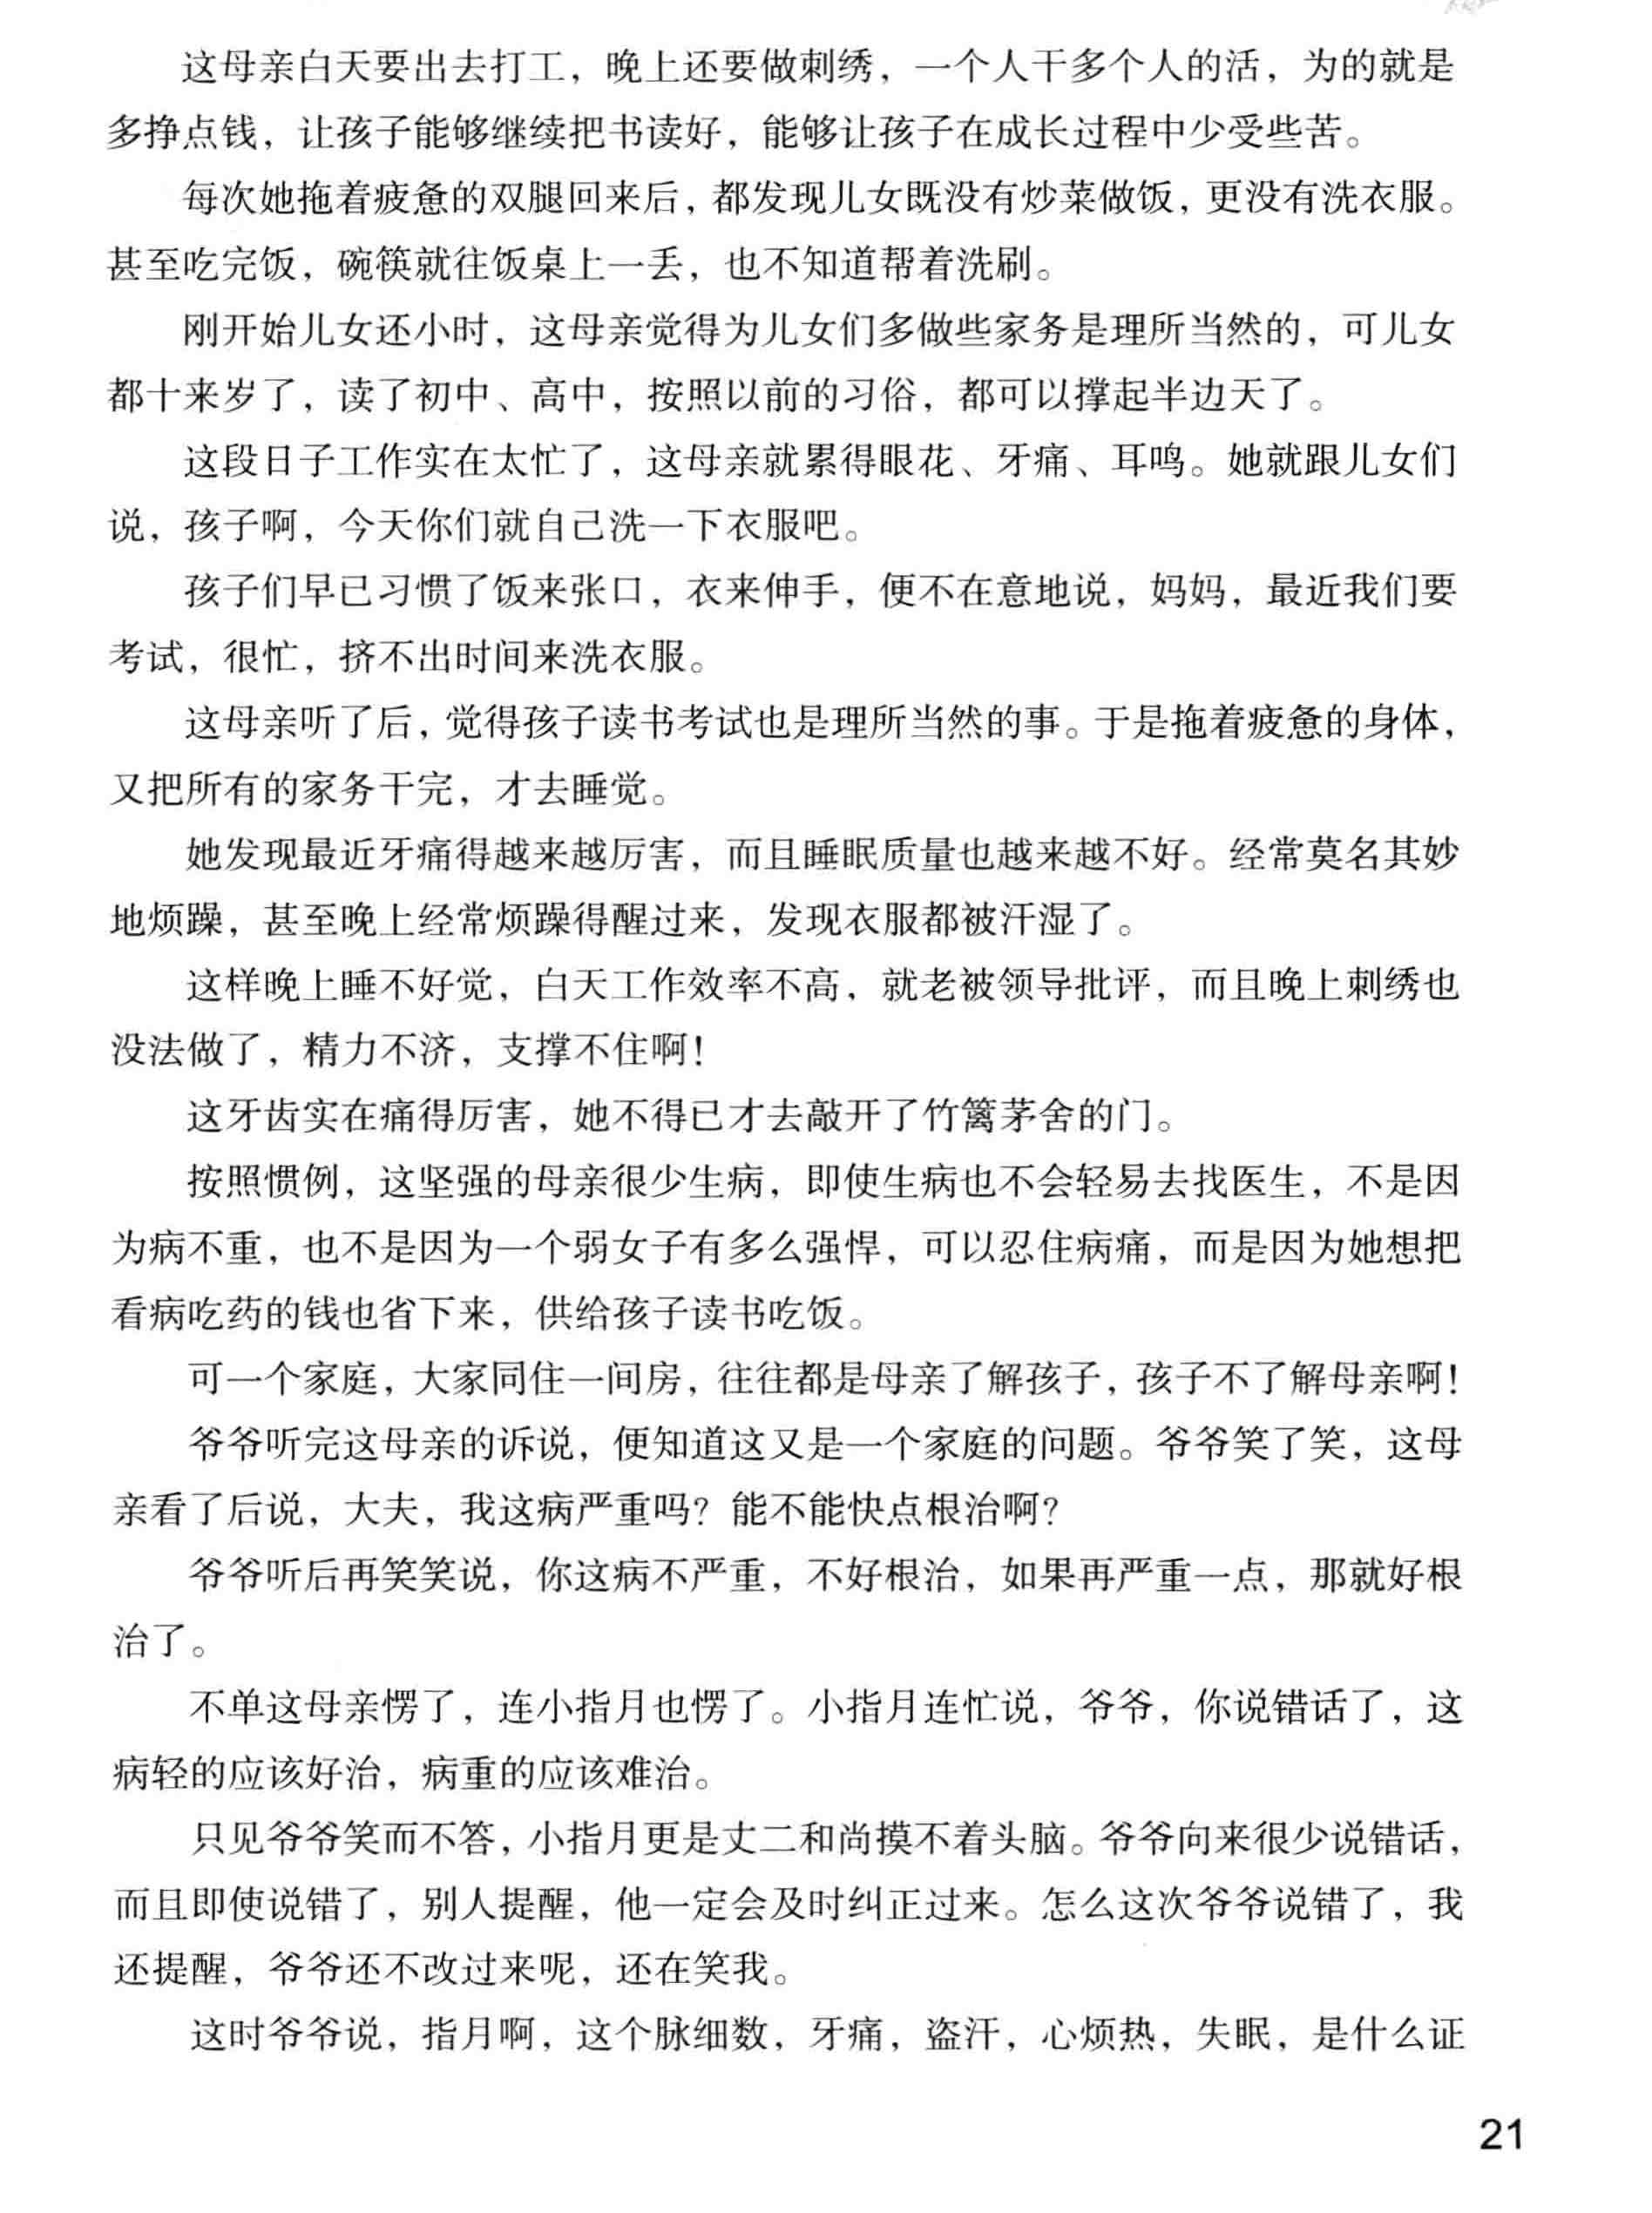 这母亲白天要出去打工，晚上还要做刺绣，一个人干多个人的活，为的就是
多挣点钱，让孩子能够继续把书读好，能够让孩子在成长过程中少受些苦。
每次她拖着疲惫的双腿回来后，都发现儿女既没有炒菜做饭，更没有洗衣服。
甚至吃完饭，碗筷就往饭桌上一丢，也不知道帮着洗刷。
刚开始儿女还小时，这母亲觉得为儿女们多做些家务是理所当然的，可儿女
都十来岁了，读了初中、高中，按照以前的习俗，都可以撑起半边天了。
这段日子工作实在太忙了，这母亲就累得眼花、牙痛、耳鸣。她就跟儿女们
说，孩子啊，今天你们就自己洗一下衣服吧。
孩子们早已习惯了饭来张口，衣来伸手，便不在意地说，妈妈，最近我们要
考试，很忙，挤不出时间来洗衣服。
这母亲听了后，觉得孩子读书考试也是理所当然的事。于是拖着疲惫的身体，
又把所有的家务干完，才去睡觉。
她发现最近牙痛得越来越厉害，而且睡眠质量也越来越不好。经常莫名其妙
地烦躁，甚至晚上经常烦躁得醒过来，发现衣服都被汗湿了。
这样晚上睡不好觉，白天工作效率不高，就老被领导批评，而且晚上刺绣也
没法做了，精力不济，支撑不住啊！
这牙齿实在痛得厉害，她不得已才去敲开了竹篱茅舍的门。
按照惯例，这坚强的母亲很少生病，即使生病也不会轻易去找医生，不是因
为病不重，也不是因为一个弱女子有多么强悍，可以忍住病痛，而是因为她想把
看病吃药的钱也省下来，供给孩子读书吃饭。
可一个家庭，大家同住一间房，往往都是母亲了解孩子，孩子不了解母亲啊！
爷爷听完这母亲的诉说，便知道这又是一个家庭的问题。爷爷笑了笑，这母
亲看了后说，大夫，我这病严重吗？能不能快点根治啊？
爷爷听后再笑笑说，你这病不严重，不好根治，如果再严重一点，那就好根
治了。
不单这母亲愣了，连小指月也愣了。小指月连忙说，爷爷，你说错话了，这
病轻的应该好治，病重的应该难治。
只见爷爷笑而不答，小指月更是丈二和尚摸不着头脑。爷爷向来很少说错话，
而且即使说错了，别人提醒，他一定会及时纠正过来。怎么这次爷爷说错了，我
还提醒，爷爷还不改过来呢，还在笑我。
这时爷爷说，指月啊，这个脉细数，牙痛，盗汗，心烦热，失眠，是什么证
21